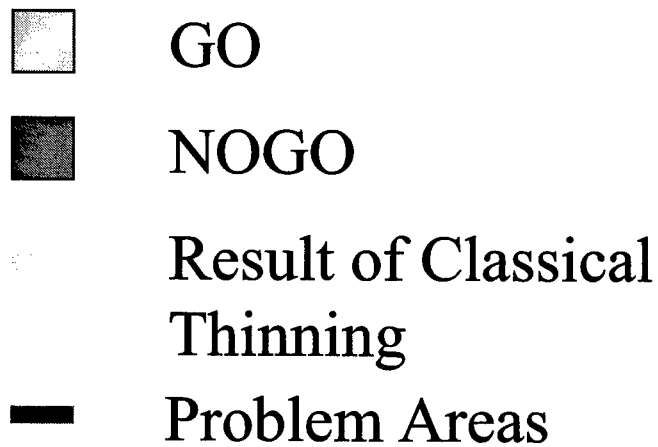 GO
NOGO
Result of Classical
Thinning
Problem Areas